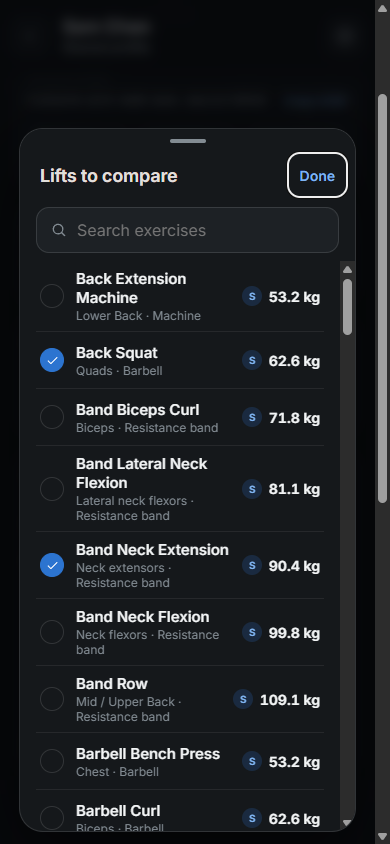 Lifts to compare
Done
Search exercises
Back Extension
Machine
Lower Back · Machine
S 53.2 kg
Back Squat
Quads · Barbell
S 62.6 kg
Band Biceps Curl
Biceps · Resistance band
S 71.8 kg
Band Lateral Neck
Flexion
Lateral neck flexors ·
Resistance band
S 81.1 kg
Band Neck Extension
Neck extensors ·
Resistance band
S 90.4 kg
Band Neck Flexion
Neck flexors · Resistance
band
S 99.8 kg
Band Row
Mid / Upper Back ·
Resistance band
S 109.1 kg
Barbell Bench Press
Chest · Barbell
S 53.2 kg
Barbell Curl
Biceps · Barbell
S 62.6 kg